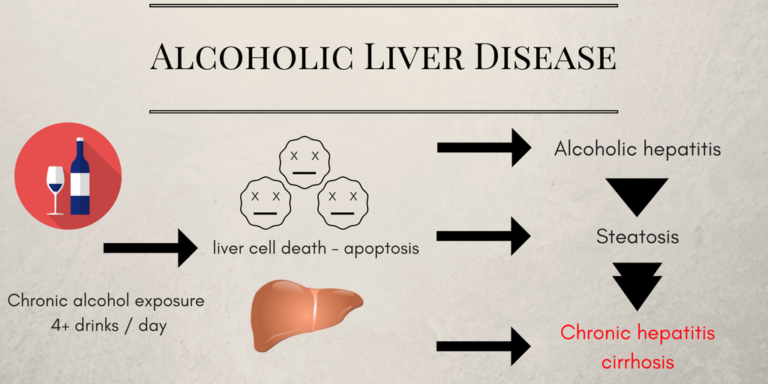 Alcoholic Liver Disease
Chronic alcohol exposure
4+ drinks / day
x x
x x
x x
liver cell death - apoptosis
Alcoholic hepatitis
Steatosis
Chronic hepatitis
cirrhosis